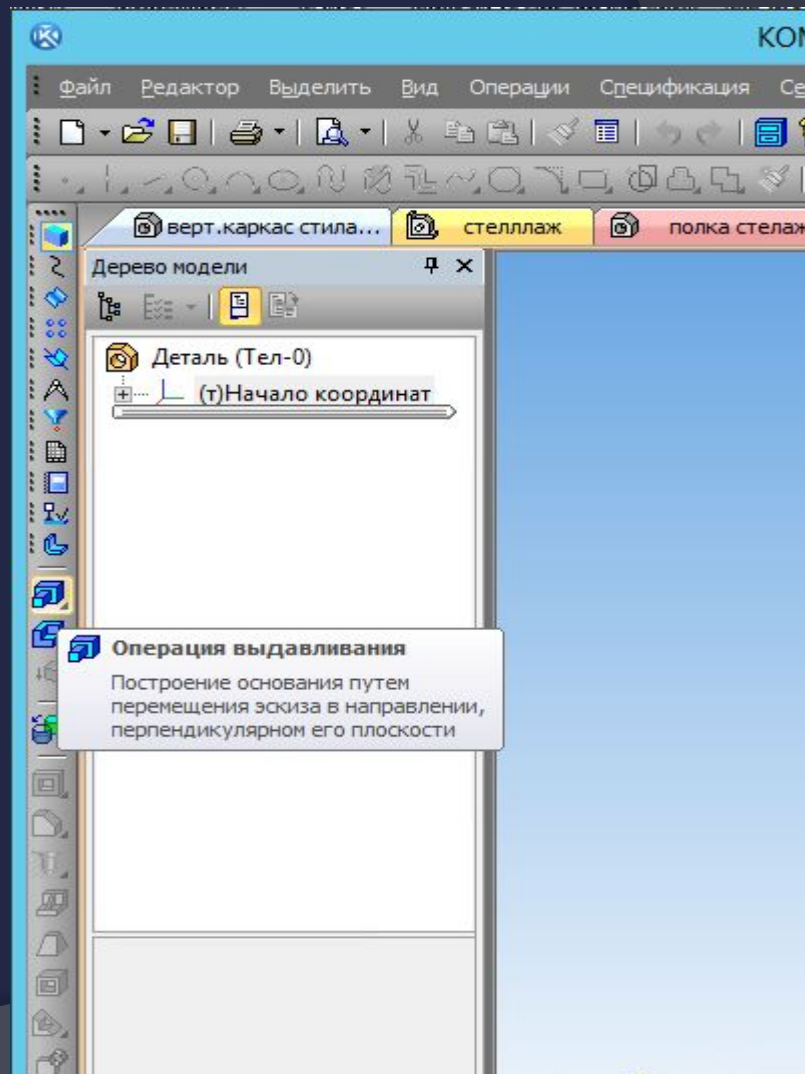 КОМ
Файл Редактор Выделить Вид Операции Спецификация Се
верт.каркас стила... стелллаж полка стелаж
Дерево модели
Деталь (Тел-0)
(т)Начало координат
Операция выдавливания
Построение основания путем
перемещения эскиза в направлении,
перпендикулярном его плоскости